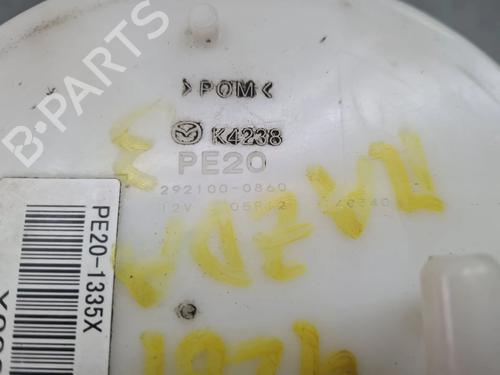 B-PARTS
>POM<
K4238
PE20
292100-0860
12V
PE20-1335X
MAZDA
3